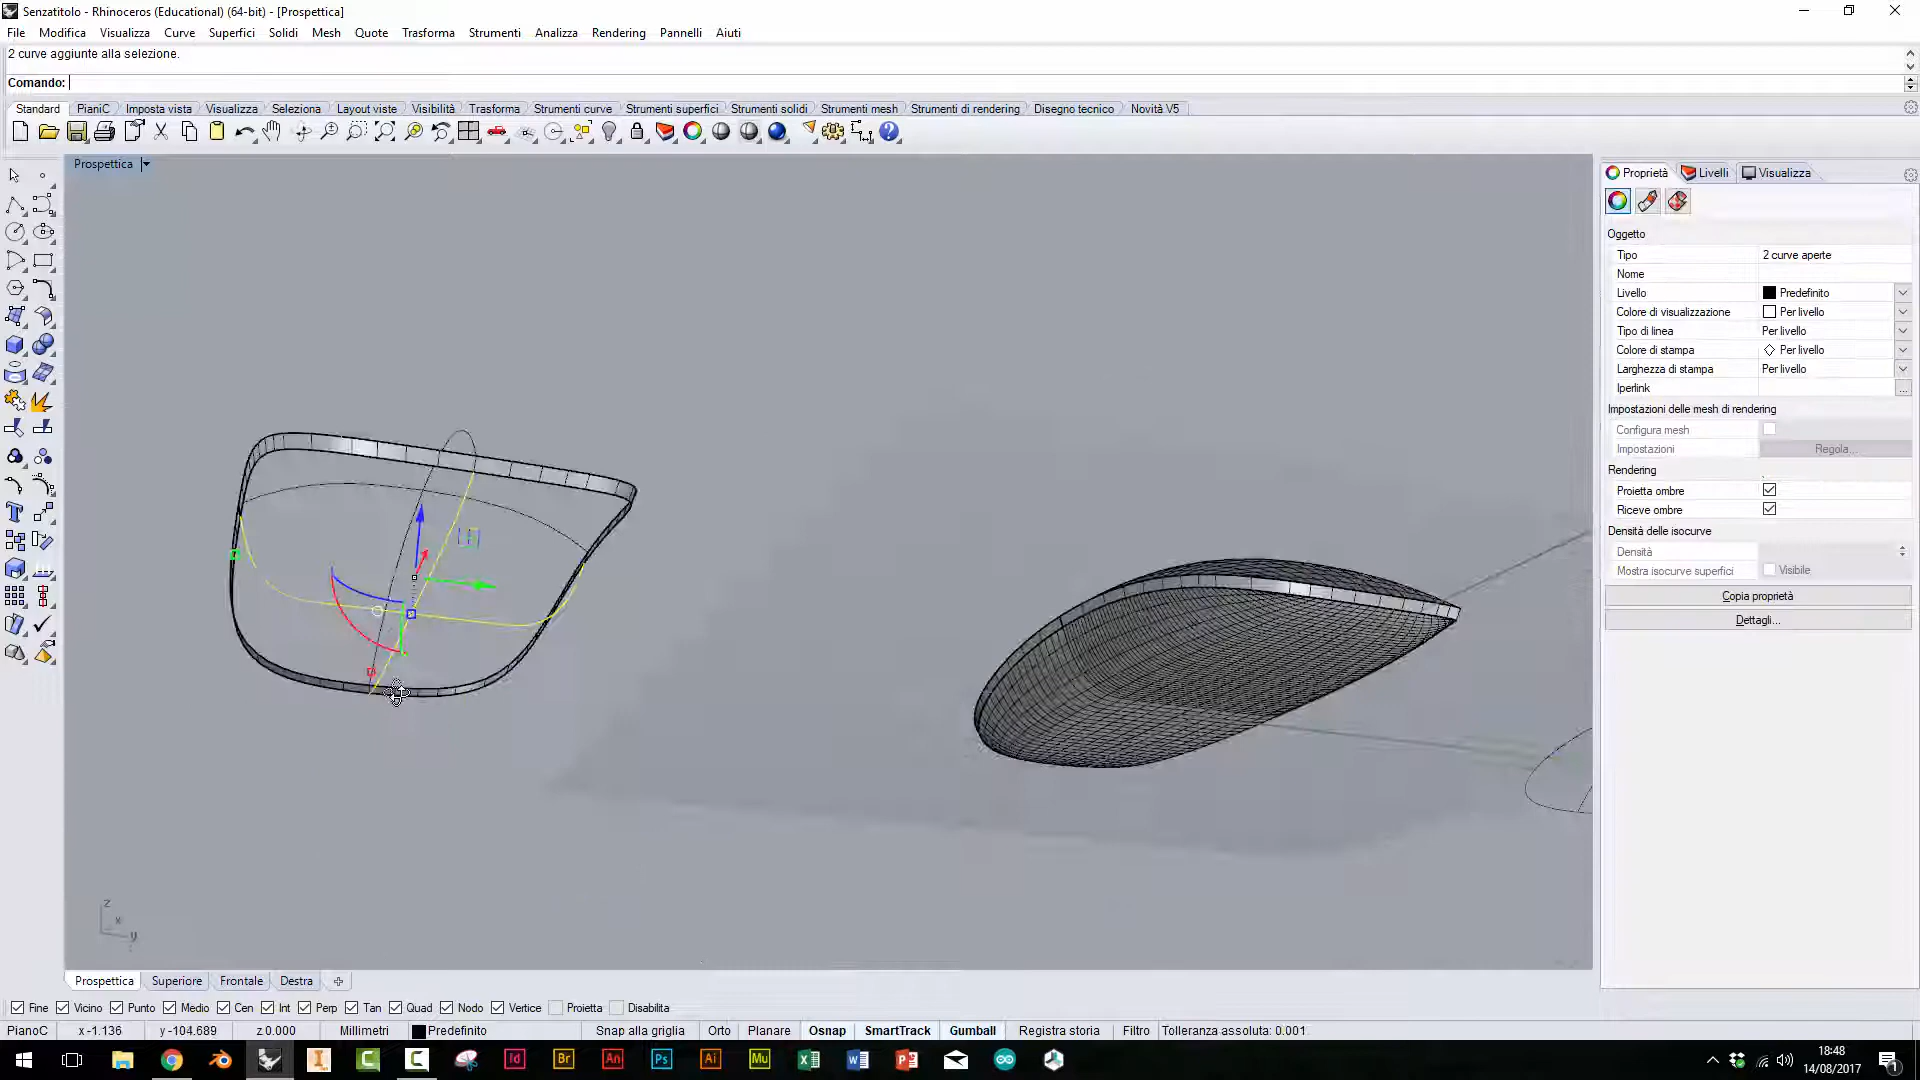 Senzatitolo - Rhinoceros (Educational) (64-bit) - [Prospettica]
File Modifica Visualizza Curve Superfici Solidi Mesh Quote Trasforma Strumenti Analizza Rendering Pannelli Aiuti
2 curve aggiunte alla selezione.
Comando:
Standard PianiC Imposta vista Visualizza Seleziona Layout viste Visibilità Trasforma Strumenti curve Strumenti superfici Strumenti solidi Strumenti mesh Strumenti di rendering Disegno tecnico Novità V5
Prospettica
Proprietà Livelli Visualizza
Oggetto
Tipo 2 curve aperte
Nome
Livello Predefinito
Colore di visualizzazione Per livello
Tipo di linea Per livello
Colore di stampa Per livello
Larghezza di stampa Per livello
Iperlink ...
Impostazioni delle mesh di rendering
Configura mesh
Impostazioni Regola...
Rendering
Proietta ombre
Riceve ombre
Densità delle isocurve
Densità
Mostra isocurve superfici Visibile
Copia proprietà
Dettagli...
z
x
y
Prospettica Superiore Frontale Destra
Fine Vicino Punto Medio Cen Int Perp Tan Quad Nodo Vertice Proietta Disabilita
PianoC x -1.136 y -104.689 z 0.000 Millimetri Predefinito Snap alla griglia Orto Planare Osnap SmartTrack Gumball Registra storia Filtro Tolleranza assoluta: 0.001
Id Br An Ps Ai Mu
18:48
14/08/2017
1